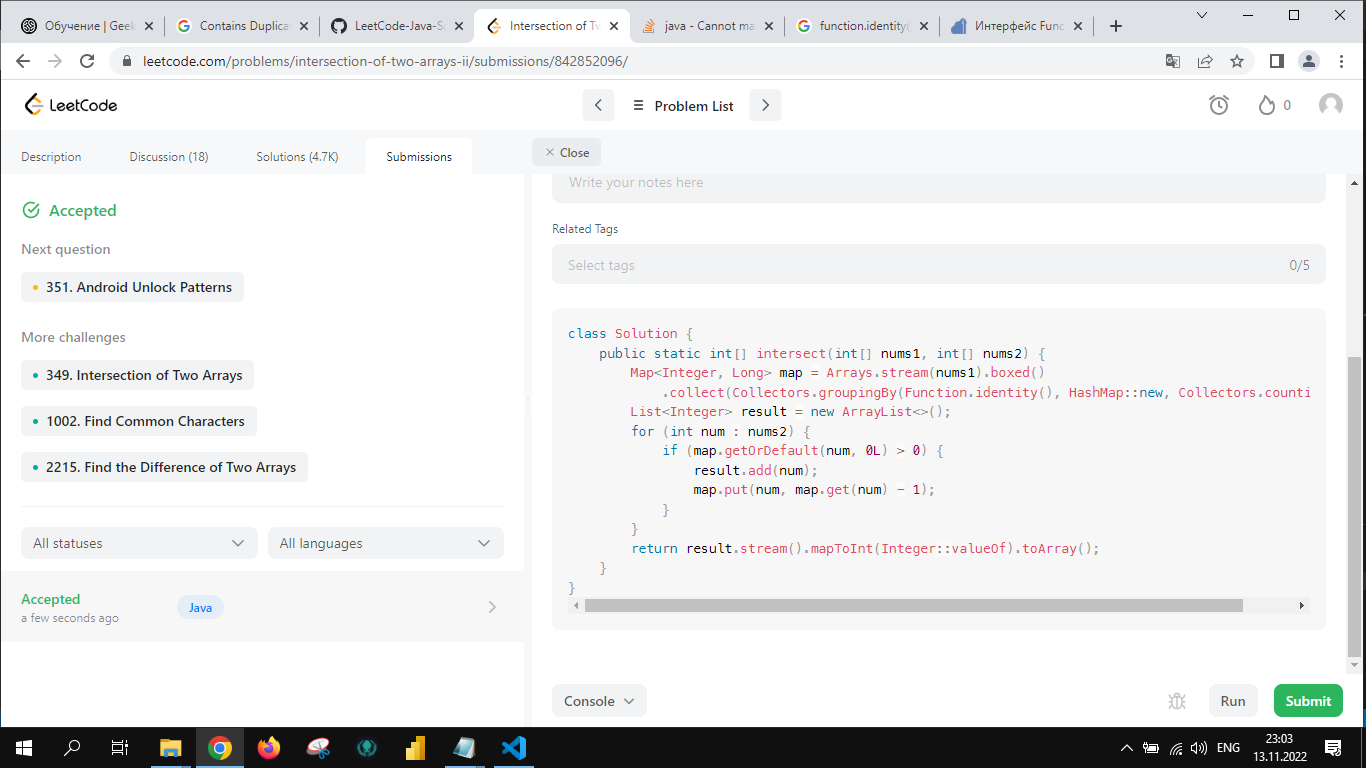 Обучение | Geek
Contains Duplica
LeetCode-Java-S
Intersection of Tw
java - Cannot ma
function.identity(
Интерфейс Func
leetcode.com/problems/intersection-of-two-arrays-ii/submissions/842852096/
LeetCode
Problem List
0
Description
Discussion (18)
Solutions (4.7K)
Submissions
Close
Accepted
Next question
351. Android Unlock Patterns
More challenges
349. Intersection of Two Arrays
1002. Find Common Characters
2215. Find the Difference of Two Arrays
All statuses
All languages
Accepted
a few seconds ago
Java
Write your notes here
Related Tags
Select tags
0/5
class Solution {
    public static int[] intersect(int[] nums1, int[] nums2) {
        Map<Integer, Long> map = Arrays.stream(nums1).boxed()
            .collect(Collectors.groupingBy(Function.identity(), HashMap::new, Collectors.counti
        List<Integer> result = new ArrayList<>();
        for (int num : nums2) {
            if (map.getOrDefault(num, 0L) > 0) {
                result.add(num);
                map.put(num, map.get(num) - 1);
            }
        }
        return result.stream().mapToInt(Integer::valueOf).toArray();
    }
}
Console
Run
Submit
ENG
23:03
13.11.2022